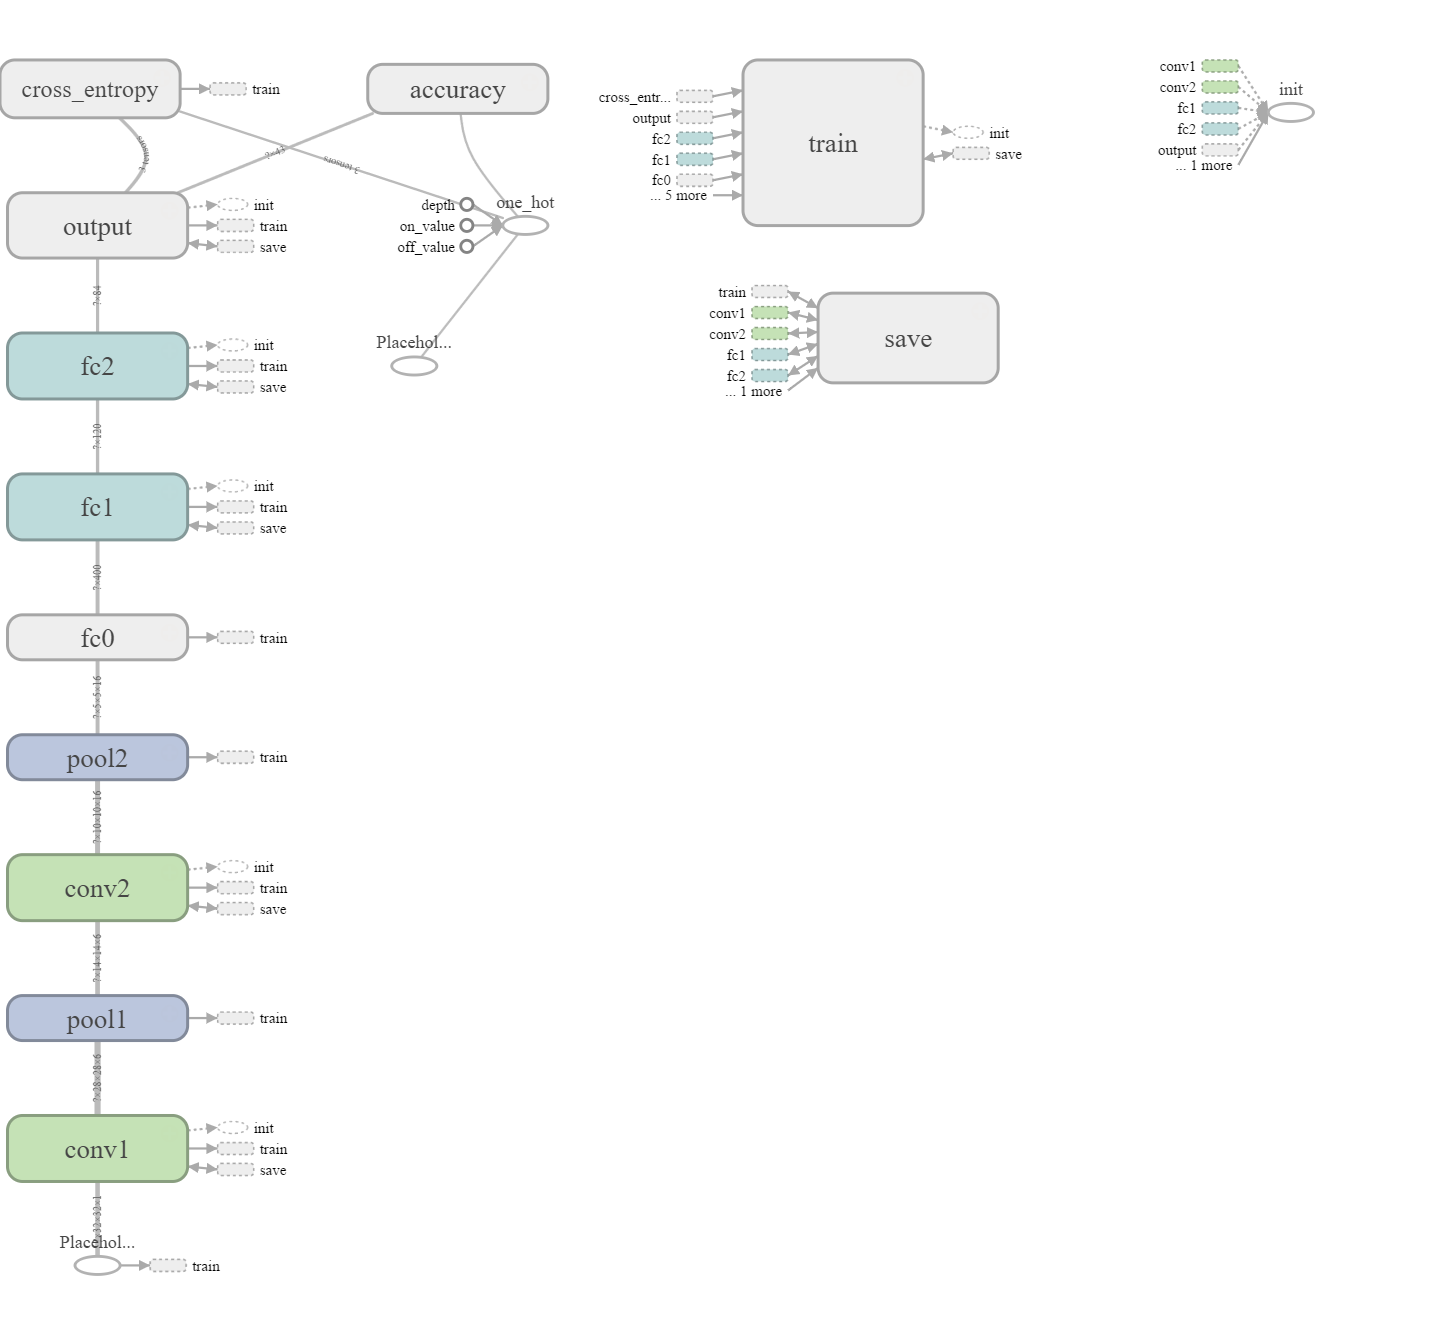 cross_entropy
train
accuracy
?×43
3 tensors
output
init
train
save
depth
on_value
off_value
one_hot
Placehol...
?×84
fc2
init
train
save
?×120
fc1
init
train
save
?×400
fc0
train
?×5×5×16
pool2
train
?×10×10×16
conv2
init
train
save
?×14×14×6
pool1
train
?×28×28×6
conv1
init
train
save
?×32×32×1
Placehol...
train
cross_entr...
output
fc2
fc1
fc0
... 5 more
train
init
save
train
conv1
conv2
fc1
fc2
... 1 more
save
conv1
conv2
fc1
fc2
output
... 1 more
init